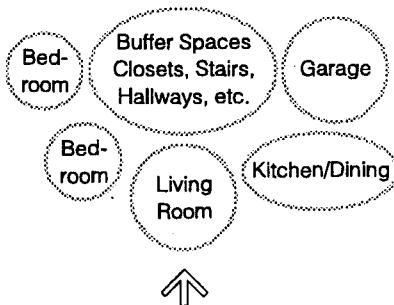 Bed-
room
Buffer Spaces
Closets, Stairs,
Hallways, etc.
Garage
Bed-
room
Living
Room
Kitchen/Dining